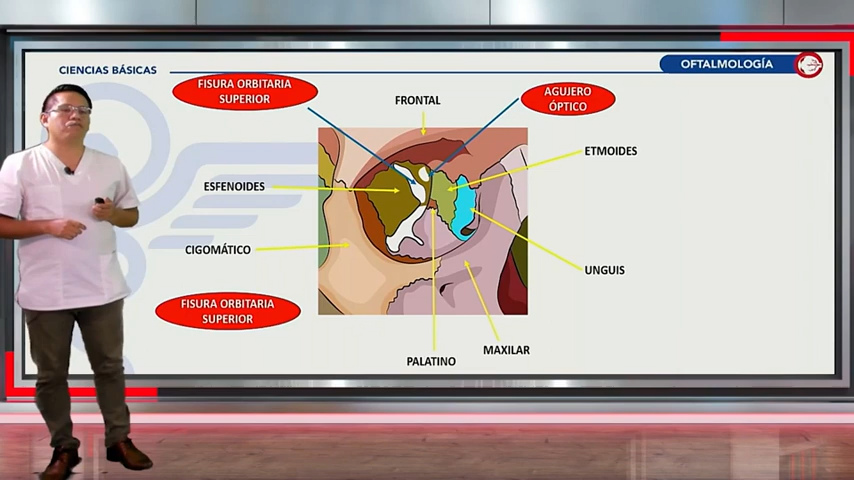 CIENCIAS BÁSICAS
OFTALMOLOGÍA
FISURA ORBITARIA
SUPERIOR
FRONTAL
AGUJERO
ÓPTICO
ETMOIDES
ESFENOIDES
CIGOMÁTICO
UNGUIS
FISURA ORBITARIA
SUPERIOR
PALATINO
MAXILAR